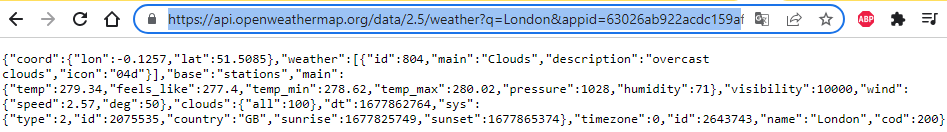 https://api.openweathermap.org/data/2.5/weather?q=London&appid=63026ab922acdc159a
ABP
{"coord":{"lon":-0.1257,"lat":51.5085},"weather":[{"id":804,"main":"Clouds","description":"overcast
clouds","icon":"04d"}],"base":"stations","main":
{"temp":279.34,"feels_like":277.4,"temp_min":278.62,"temp_max":280.02,"pressure":1028,"humidity":71},"visibility":10000,"wind":
{"speed":2.57,"deg":50},"clouds":{"all":100},"dt":1677862764,"sys":
{"type":2,"id":2075535,"country":"GB","sunrise":1677825749,"sunset":1677865374},"timezone":0,"id":2643743,"name":"London","cod":200}